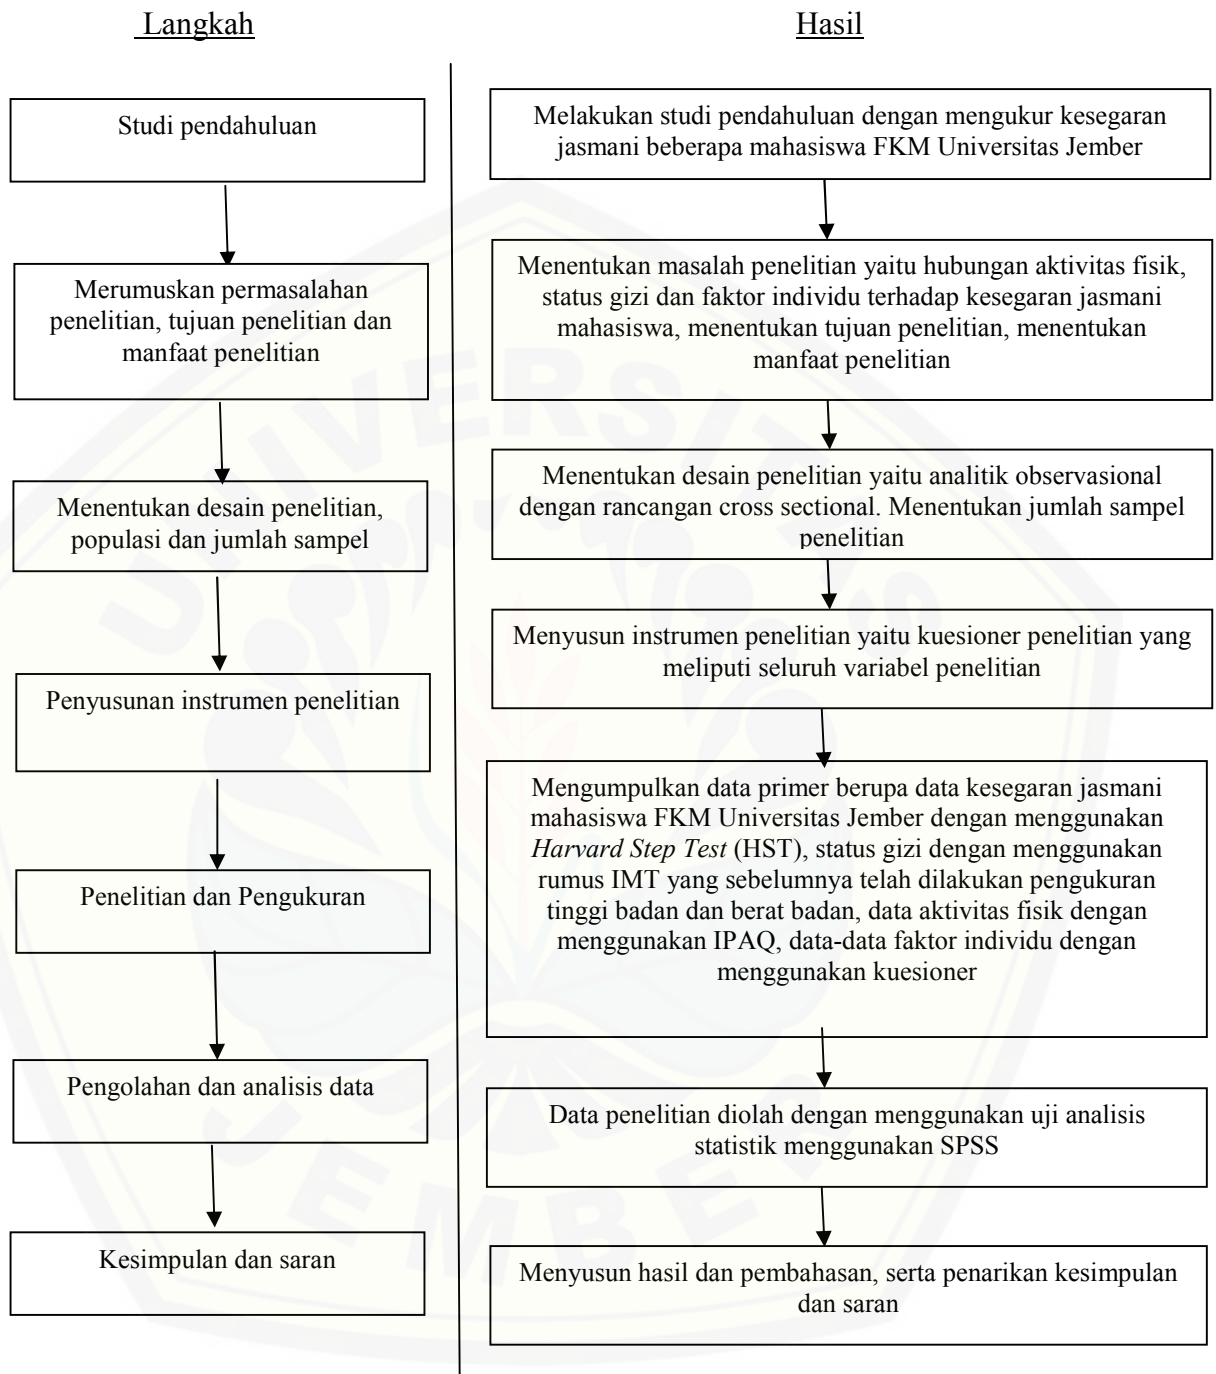 Langkah
Hasil
Studi pendahuluan
Merumuskan permasalahan
penelitian, tujuan penelitian dan
manfaat penelitian
Menentukan desain penelitian,
populasi dan jumlah sampel
Penyusunan instrumen penelitian
Penelitian dan Pengukuran
Pengolahan dan analisis data
Kesimpulan dan saran
Melakukan studi pendahuluan dengan mengukur kesegaran
jasmani beberapa mahasiswa FKM Universitas Jember
Menentukan masalah penelitian yaitu hubungan aktivitas fisik,
status gizi dan faktor individu terhadap kesegaran jasmani
mahasiswa, menentukan tujuan penelitian, menentukan
manfaat penelitian
Menentukan desain penelitian yaitu analitik observasional
dengan rancangan cross sectional. Menentukan jumlah sampel
penelitian
Menyusun instrumen penelitian yaitu kuesioner penelitian yang
meliputi seluruh variabel penelitian
Mengumpulkan data primer berupa data kesegaran jasmani
mahasiswa FKM Universitas Jember dengan menggunakan
Harvard Step Test (HST), status gizi dengan menggunakan
rumus IMT yang sebelumnya telah dilakukan pengukuran
tinggi badan dan berat badan, data aktivitas fisik dengan
menggunakan IPAQ, data-data faktor individu dengan
menggunakan kuesioner
Data penelitian diolah dengan menggunakan uji analisis
statistik menggunakan SPSS
Menyusun hasil dan pembahasan, serta penarikan kesimpulan
dan saran
UNIVERSITAS
JEMBER